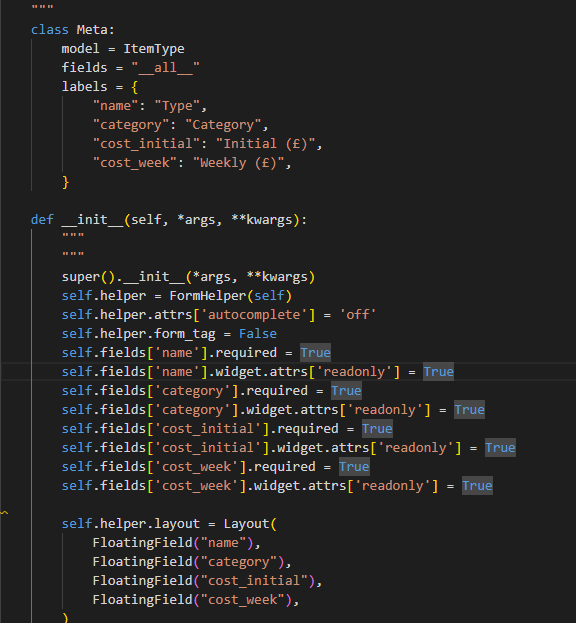 """
class Meta:
    model = ItemType
    fields = "__all__"
    labels = {
        "name": "Type",
        "category": "Category",
        "cost_initial": "Initial (£)",
        "cost_week": "Weekly (£)",
    }
def __init__(self, *args, **kwargs):
    """
    """
    super().__init__(*args, **kwargs)
    self.helper = FormHelper(self)
    self.helper.attrs['autocomplete'] = 'off'
    self.helper.form_tag = False
    self.fields['name'].required = True
    self.fields['name'].widget.attrs['readonly'] = True
    self.fields['category'].required = True
    self.fields['category'].widget.attrs['readonly'] = True
    self.fields['cost_initial'].required = True
    self.fields['cost_initial'].widget.attrs['readonly'] = True
    self.fields['cost_week'].required = True
    self.fields['cost_week'].widget.attrs['readonly'] = True
    self.helper.layout = Layout(
        FloatingField("name"),
        FloatingField("category"),
        FloatingField("cost_initial"),
        FloatingField("cost_week"),
    )